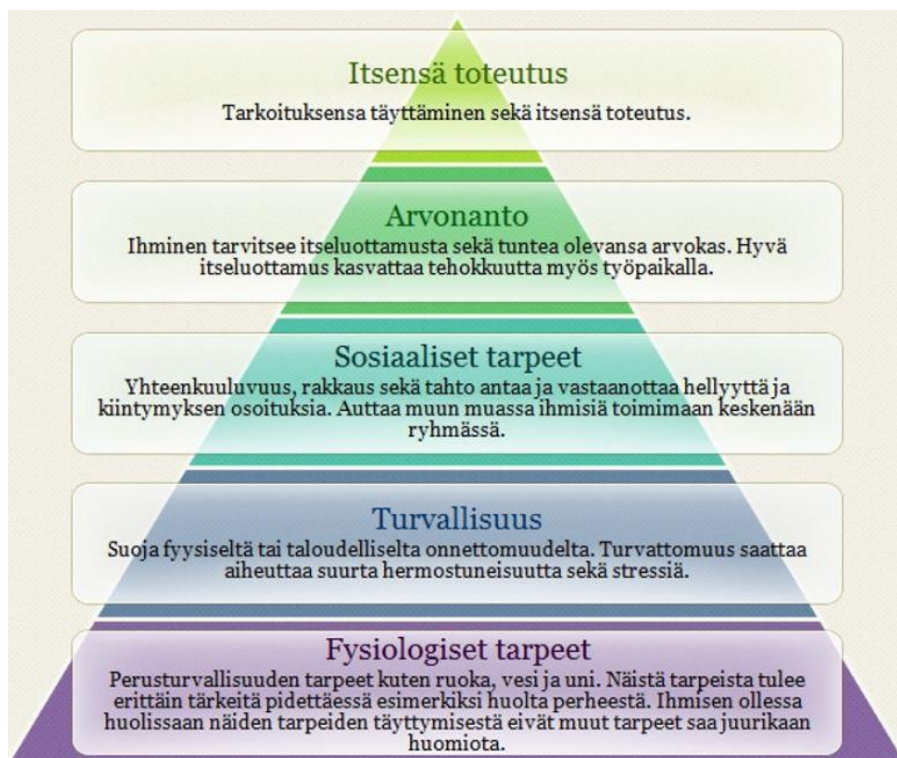 Itsensä toteutus
Tarkoituksensa täyttäminen sekä itsensä toteutus.
Arvonanto
Ihminen tarvitsee itseluottamusta sekä tuntea olevansa arvokas. Hyvä
itseluottamus kasvattaa tehokkuutta myös työpaikalla.
Sosiaaliset tarpeet
Yhteenkuuluvuus, rakkaus sekä tahto antaa ja vastaanottaa hellyyttä ja
kiintymyksen osoituksia. Auttaa muun muassa ihmisiä toimimaan keskenään
ryhmässä.
Turvallisuus
Suoja fyysiseltä tai taloudelliselta onnettomuudelta. Turvattomuus saattaa
aiheuttaa suurta hermostuneisuutta sekä stressiä.
Fysiologiset tarpeet
Perusturvallisuuden tarpeet kuten ruoka, vesi ja uni. Näistä tarpeista tulee
erittäin tärkeitä pidettäessä esimerkiksi huolta perheestä. Ihmisen ollessa
huolissaan näiden tarpeiden täyttymisestä eivät muut tarpeet saa juurikaan
huomiota.